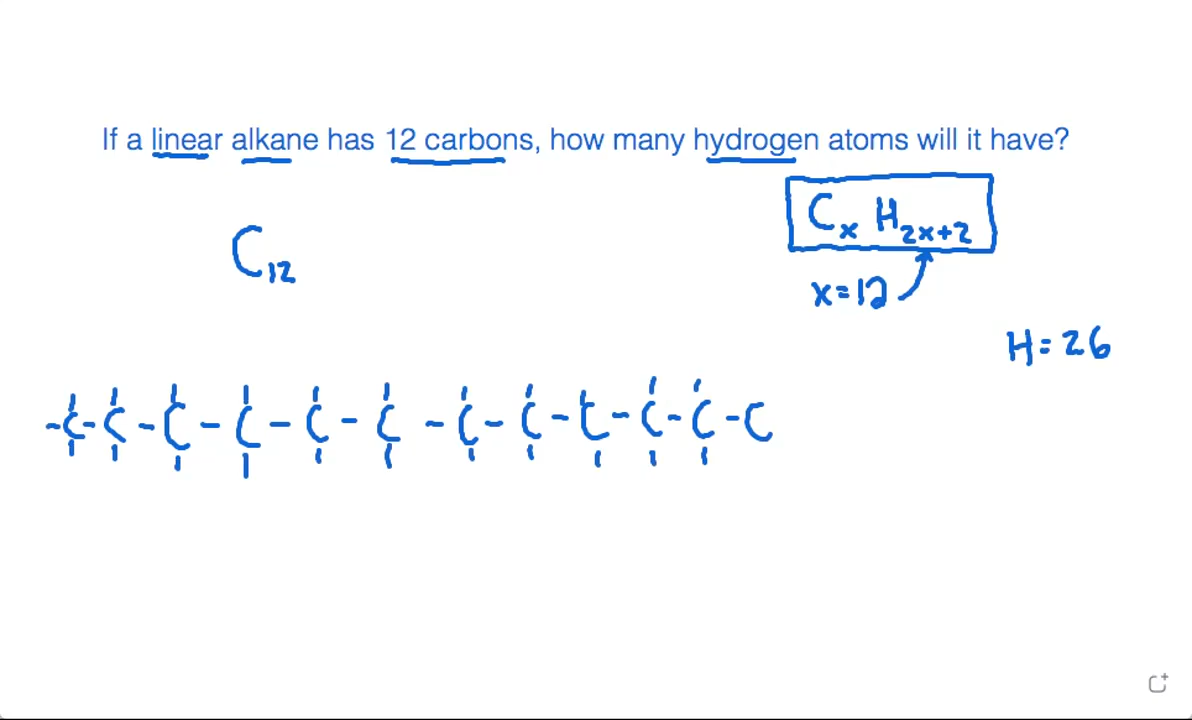 If a linear alkane has 12 carbons, how many hydrogen atoms will it have?
CxH2x+2
C12
x=12
H=26
-C-C-C-C-C-C-C-C-C-C-C-C